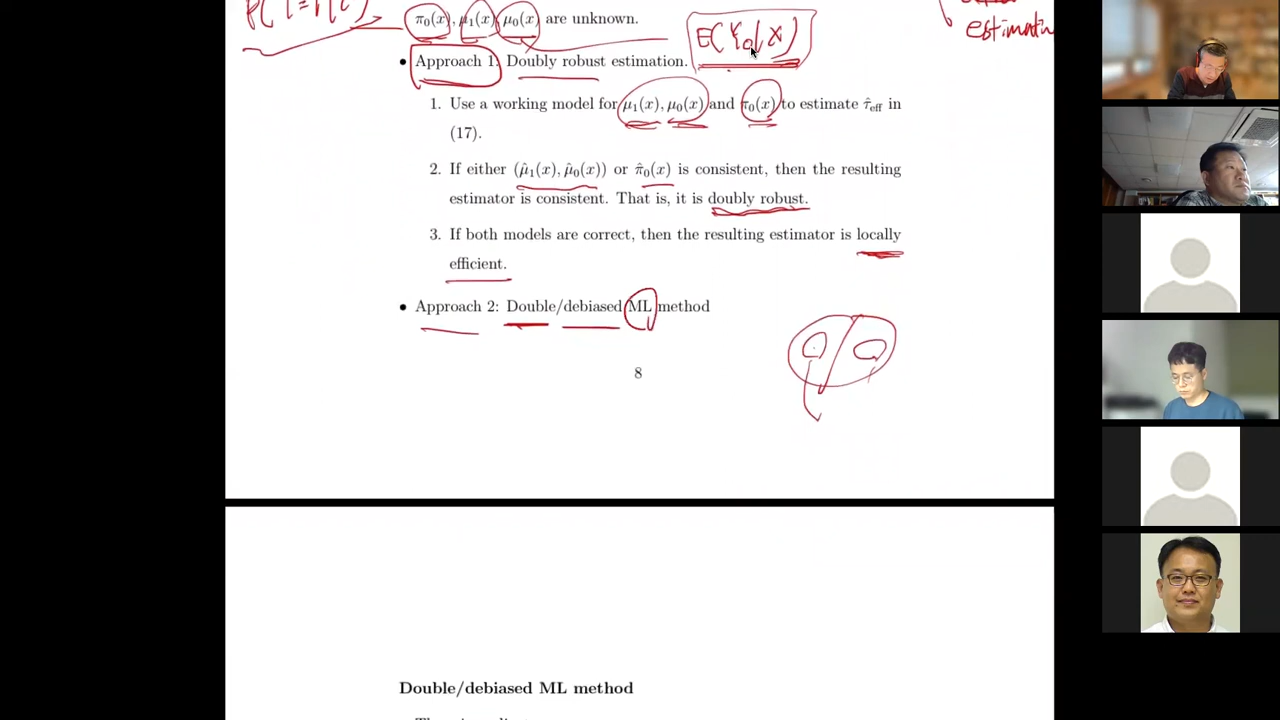 π₀(x), μ₁(x), μ₀(x) are unknown.
E(Y₀|X)
estimatin
• Approach 1: Doubly robust estimation.
1. Use a working model for μ₁(x), μ₀(x) and π₀(x) to estimate τ̂eff in
(17).
2. If either (μ̂₁(x), μ̂₀(x)) or π̂₀(x) is consistent, then the resulting
estimator is consistent. That is, it is doubly robust.
3. If both models are correct, then the resulting estimator is locally
efficient.
• Approach 2: Double/debiased ML method
8
Double/debiased ML method